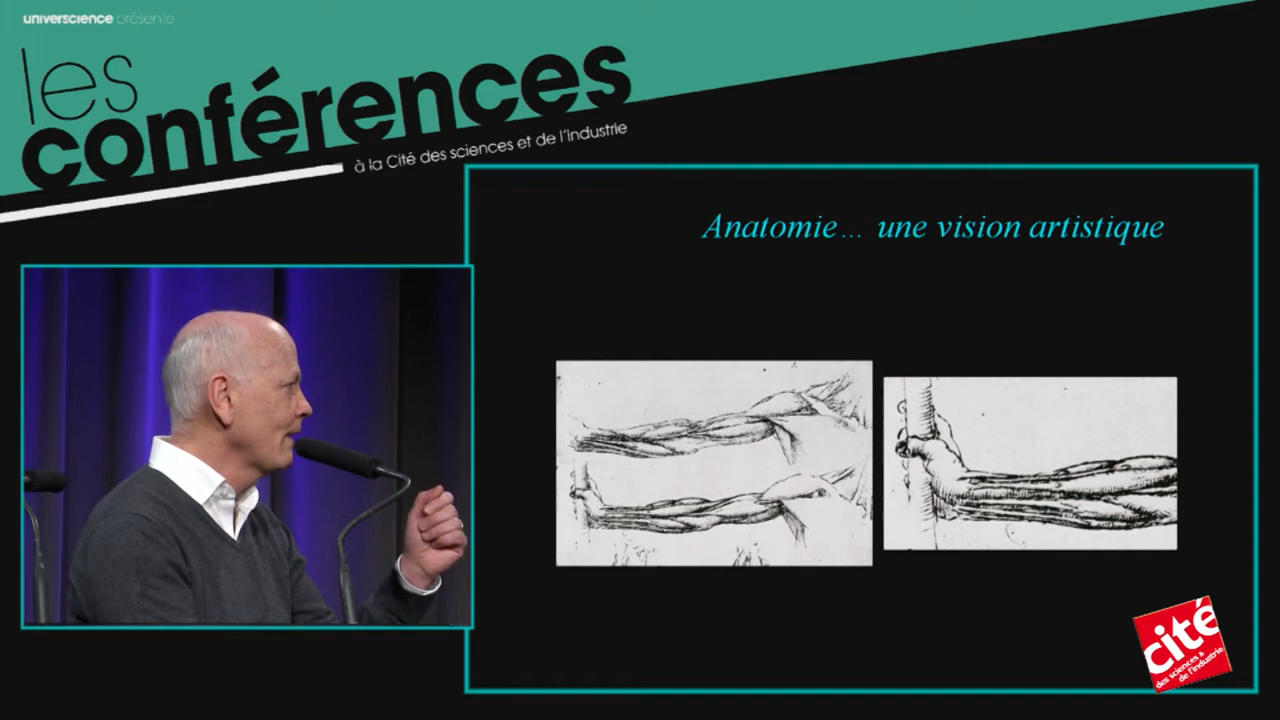 universcience présente
les
conférences
à la Cité des sciences et de l'industrie
Anatomie... une vision artistique
cité
des sciences &
de l'industrie